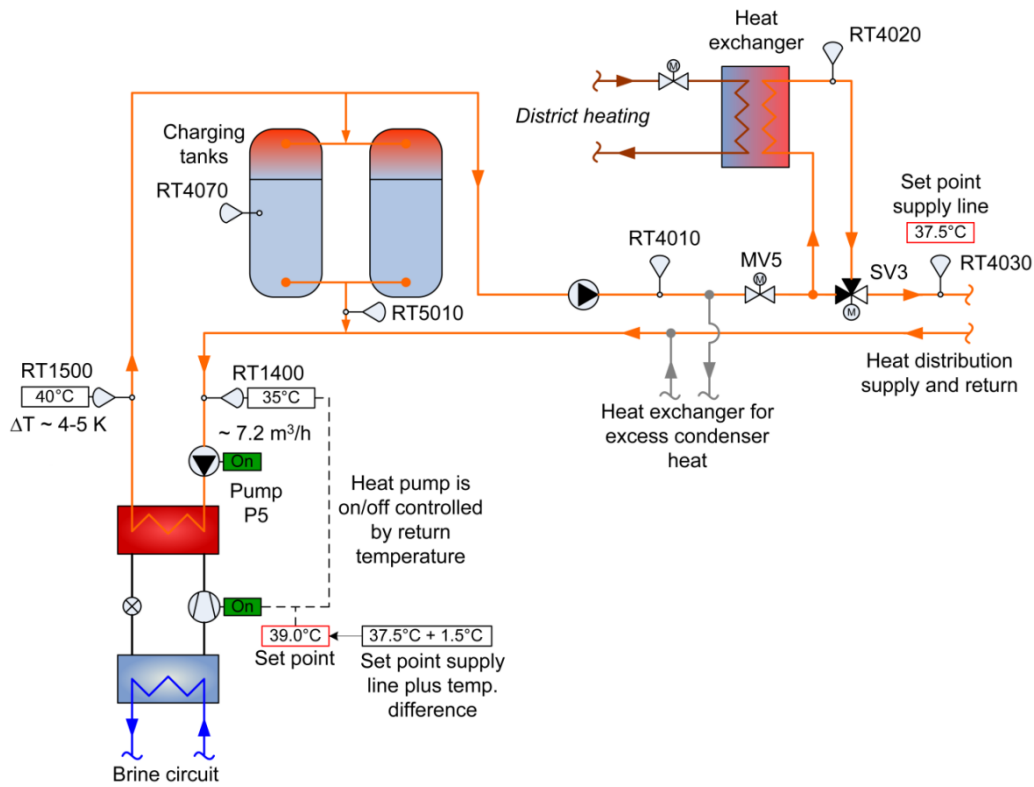 Heat
exchanger
RT4020
M
District heating
Charging
tanks
RT4070
Set point
supply line
37.5°C
RT4010
MV5
M
SV3
M
RT4030
RT5010
Heat distribution
supply and return
RT1500
40°C
ΔT ~ 4-5 K
RT1400
35°C
~ 7.2 m³/h
Heat exchanger for
excess condenser
heat
On
Pump
P5
Heat pump is
on/off controlled
by return
temperature
On
39.0°C
Set point
37.5°C + 1.5°C
Set point supply
line plus temp.
difference
Brine circuit